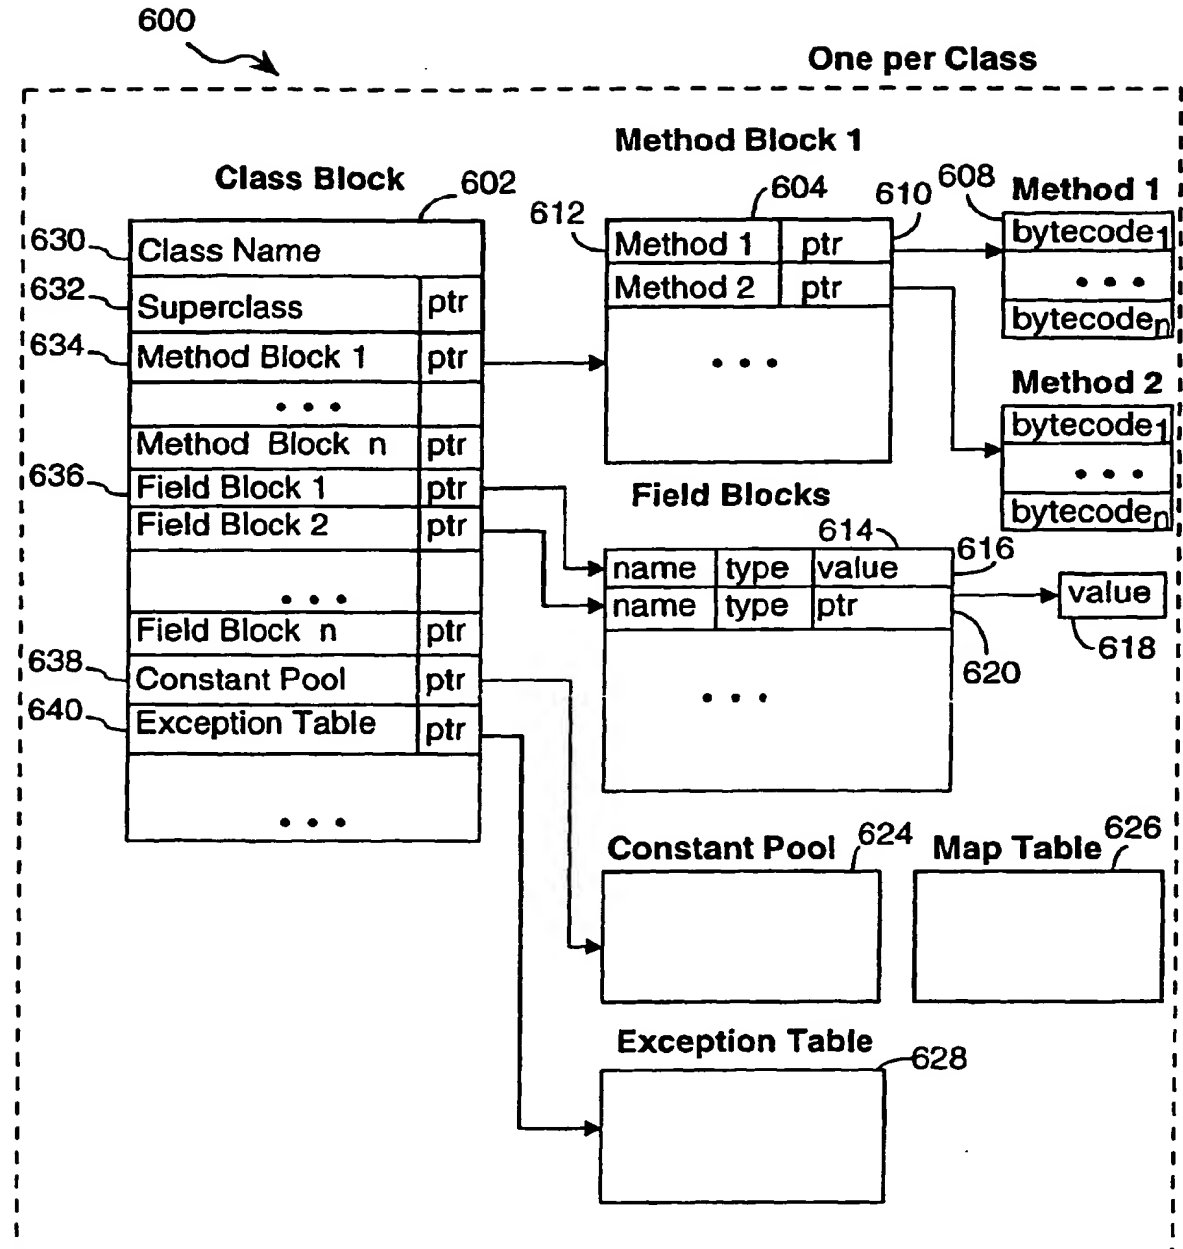 600
One per Class
Method Block 1
Class Block
602
604
610
608
Method 1
612
630
Class Name
Method 1 ptr
bytecode1
632
Superclass ptr
Method 2 ptr
• • •
634
Method Block 1 ptr
bytecoden
• • •
• • •
Method 2
Method Block n ptr
bytecode1
636
Field Block 1 ptr
Field Blocks
• • •
Field Block 2 ptr
bytecoden
614
616
name type value
value
• • •
name type ptr
618
Field Block n ptr
620
638
Constant Pool ptr
• • •
640
Exception Table ptr
• • •
Constant Pool
624
Map Table
626
Exception Table
628